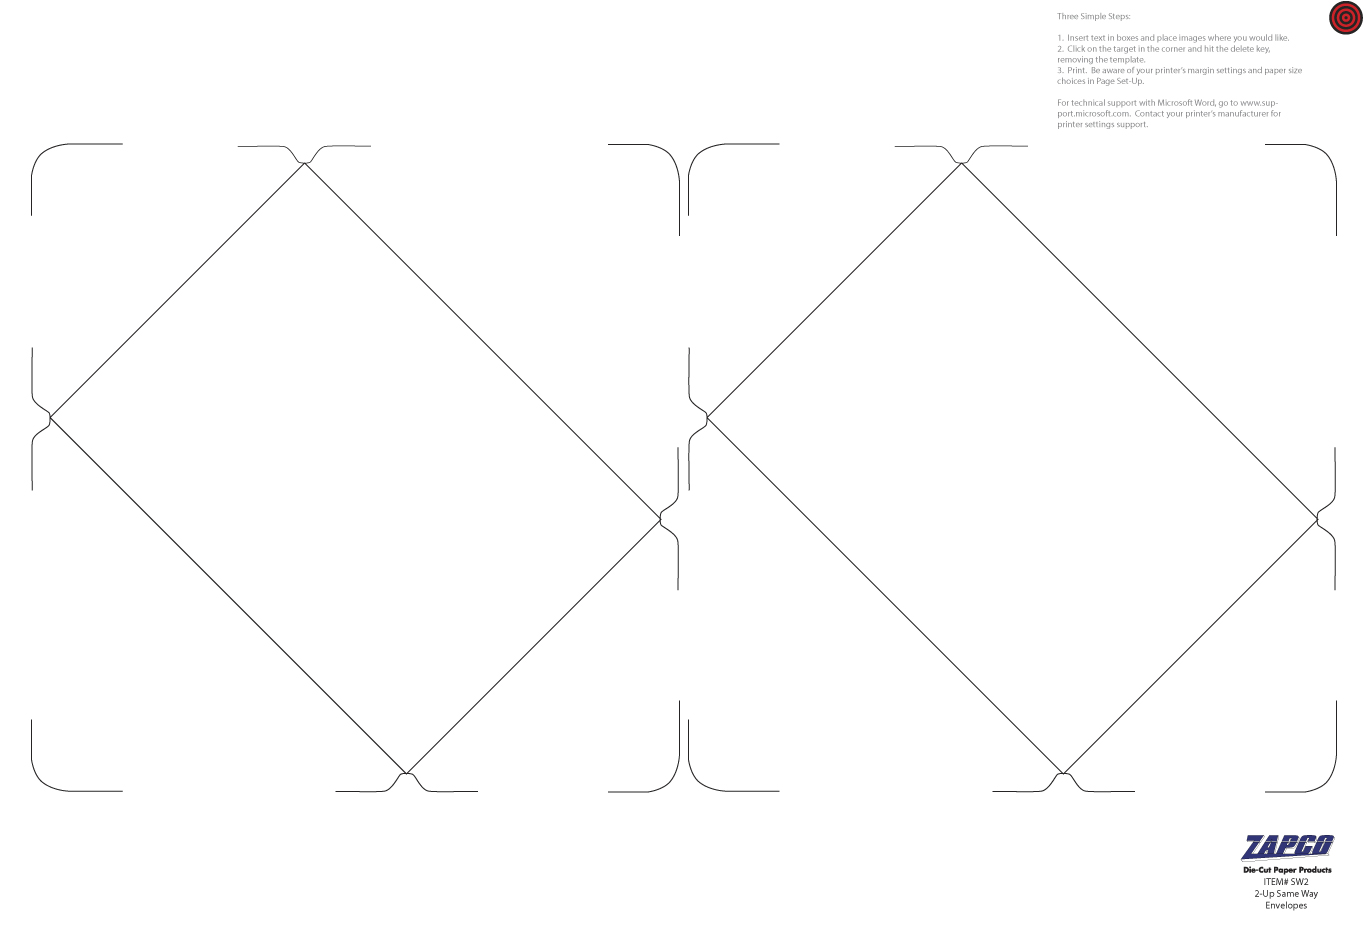 Three Simple Steps:
1. Insert text in boxes and place images where you would like.
2. Click on the target in the corner and hit the delete key,
removing the template.
3. Print. Be aware of your printer's margin settings and paper size
choices in Page Set-Up.
For technical support with Microsoft Word, go to www.sup-
port.microsoft.com. Contact your printer's manufacturer for
printer settings support.
ZAPCO
Die-Cut Paper Products
ITEM# SW2
2-Up Same Way
Envelopes